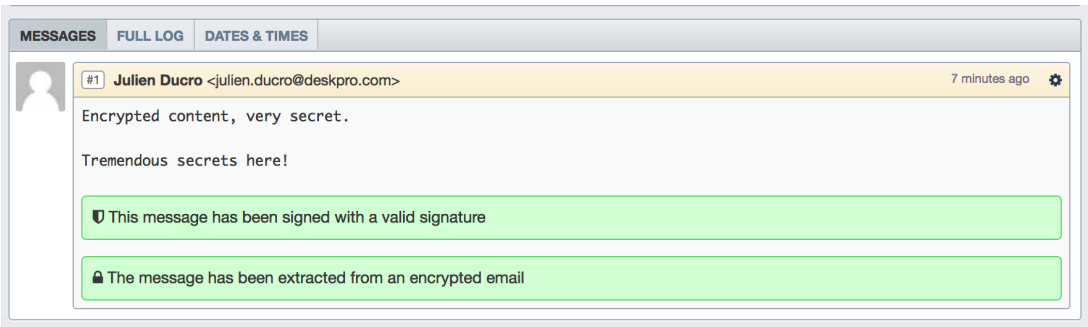 MESSAGES FULL LOG DATES & TIMES
#1 Julien Ducro <julien.ducro@deskpro.com> 7 minutes ago
Encrypted content, very secret.
Tremendous secrets here!
This message has been signed with a valid signature
The message has been extracted from an encrypted email